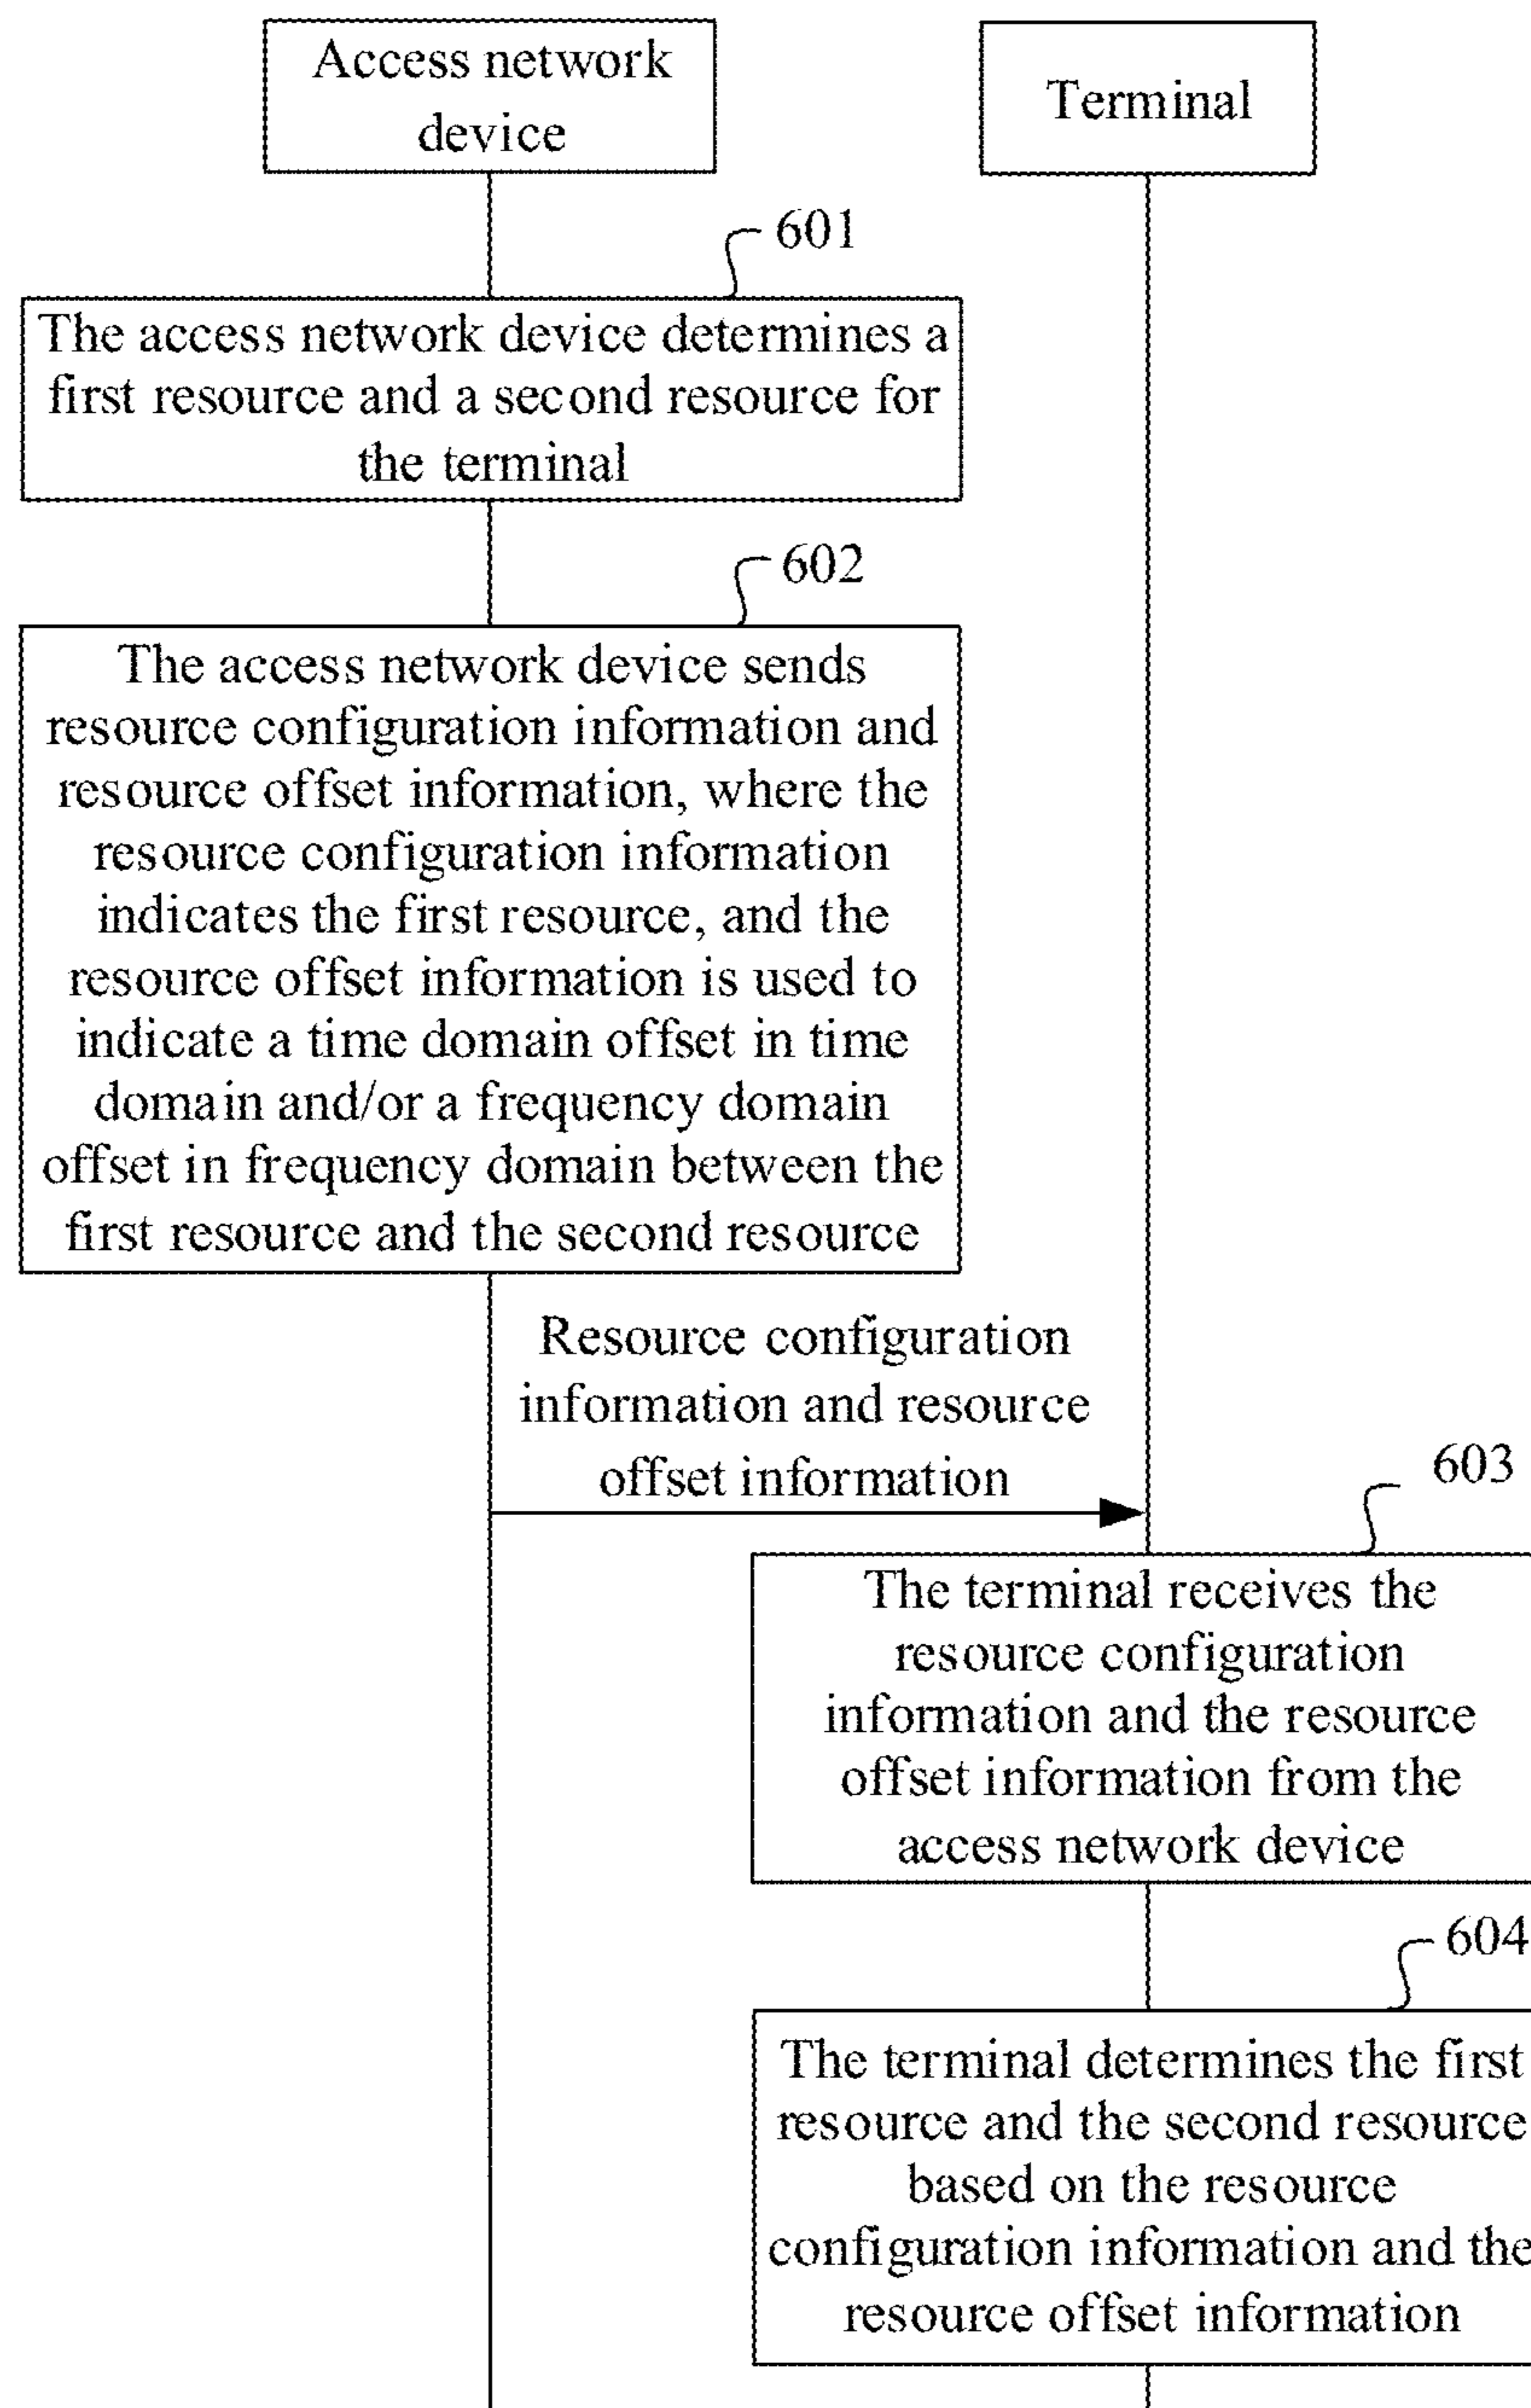 Access network
device
Terminal
601
The access network device determines a
first resource and a second resource for
the terminal
602
The access network device sends
resource configuration information and
resource offset information, where the
resource configuration information
indicates the first resource, and the
resource offset information is used to
indicate a time domain offset in time
domain and/or a frequency domain
offset in frequency domain between the
first resource and the second resource
Resource configuration
information and resource
offset information
603
The terminal receives the
resource configuration
information and the resource
offset information from the
access network device
604
The terminal determines the first
resource and the second resource
based on the resource
configuration information and the
resource offset information